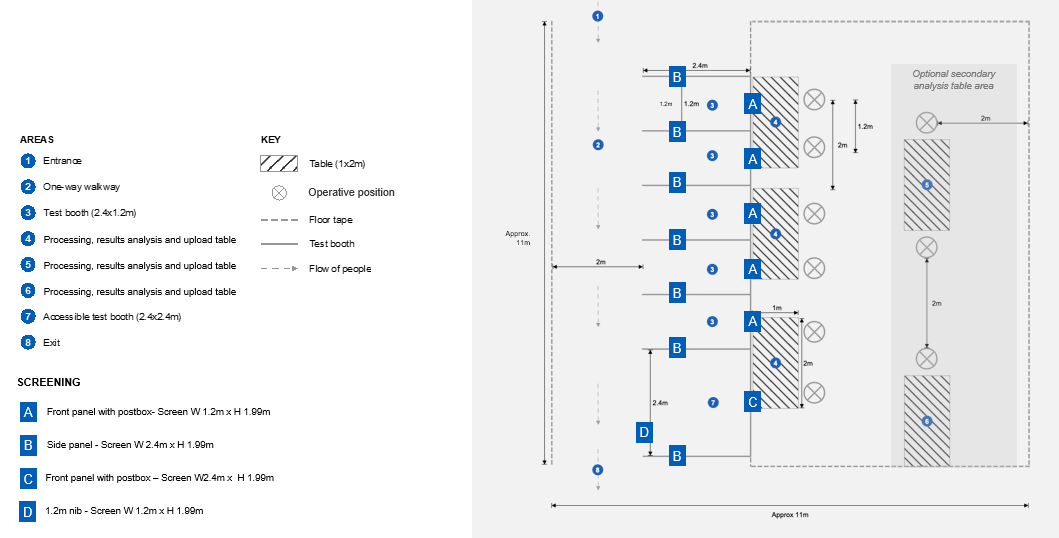 AREAS
1 Entrance
2 One-way walkway
3 Test booth (2.4x1.2m)
4 Processing, results analysis and upload table
5 Processing, results analysis and upload table
6 Processing, results analysis and upload table
7 Accessible test booth (2.4x2.4m)
8 Exit
KEY
Table (1x2m)
Operative position
Floor tape
Test booth
Flow of people
SCREENING
A Front panel with postbox- Screen W 1.2m x H 1.99m
B Side panel - Screen W 2.4m x H 1.99m
C Front panel with postbox – Screen W2.4m x H 1.99m
D 1.2m nib - Screen W 1.2m x H 1.99m
1
2.4m
B
Optional secondary
analysis table area
1.2m
1.2m
3
A
4
2m
1.2m
B
2m
2
3
A
B
5
3
A
4
Approx.
11m
B
2m
3
A
B
2m
1m
3
A
B
4
2m
2.4m
7
C
D
6
B
8
Approx 11m